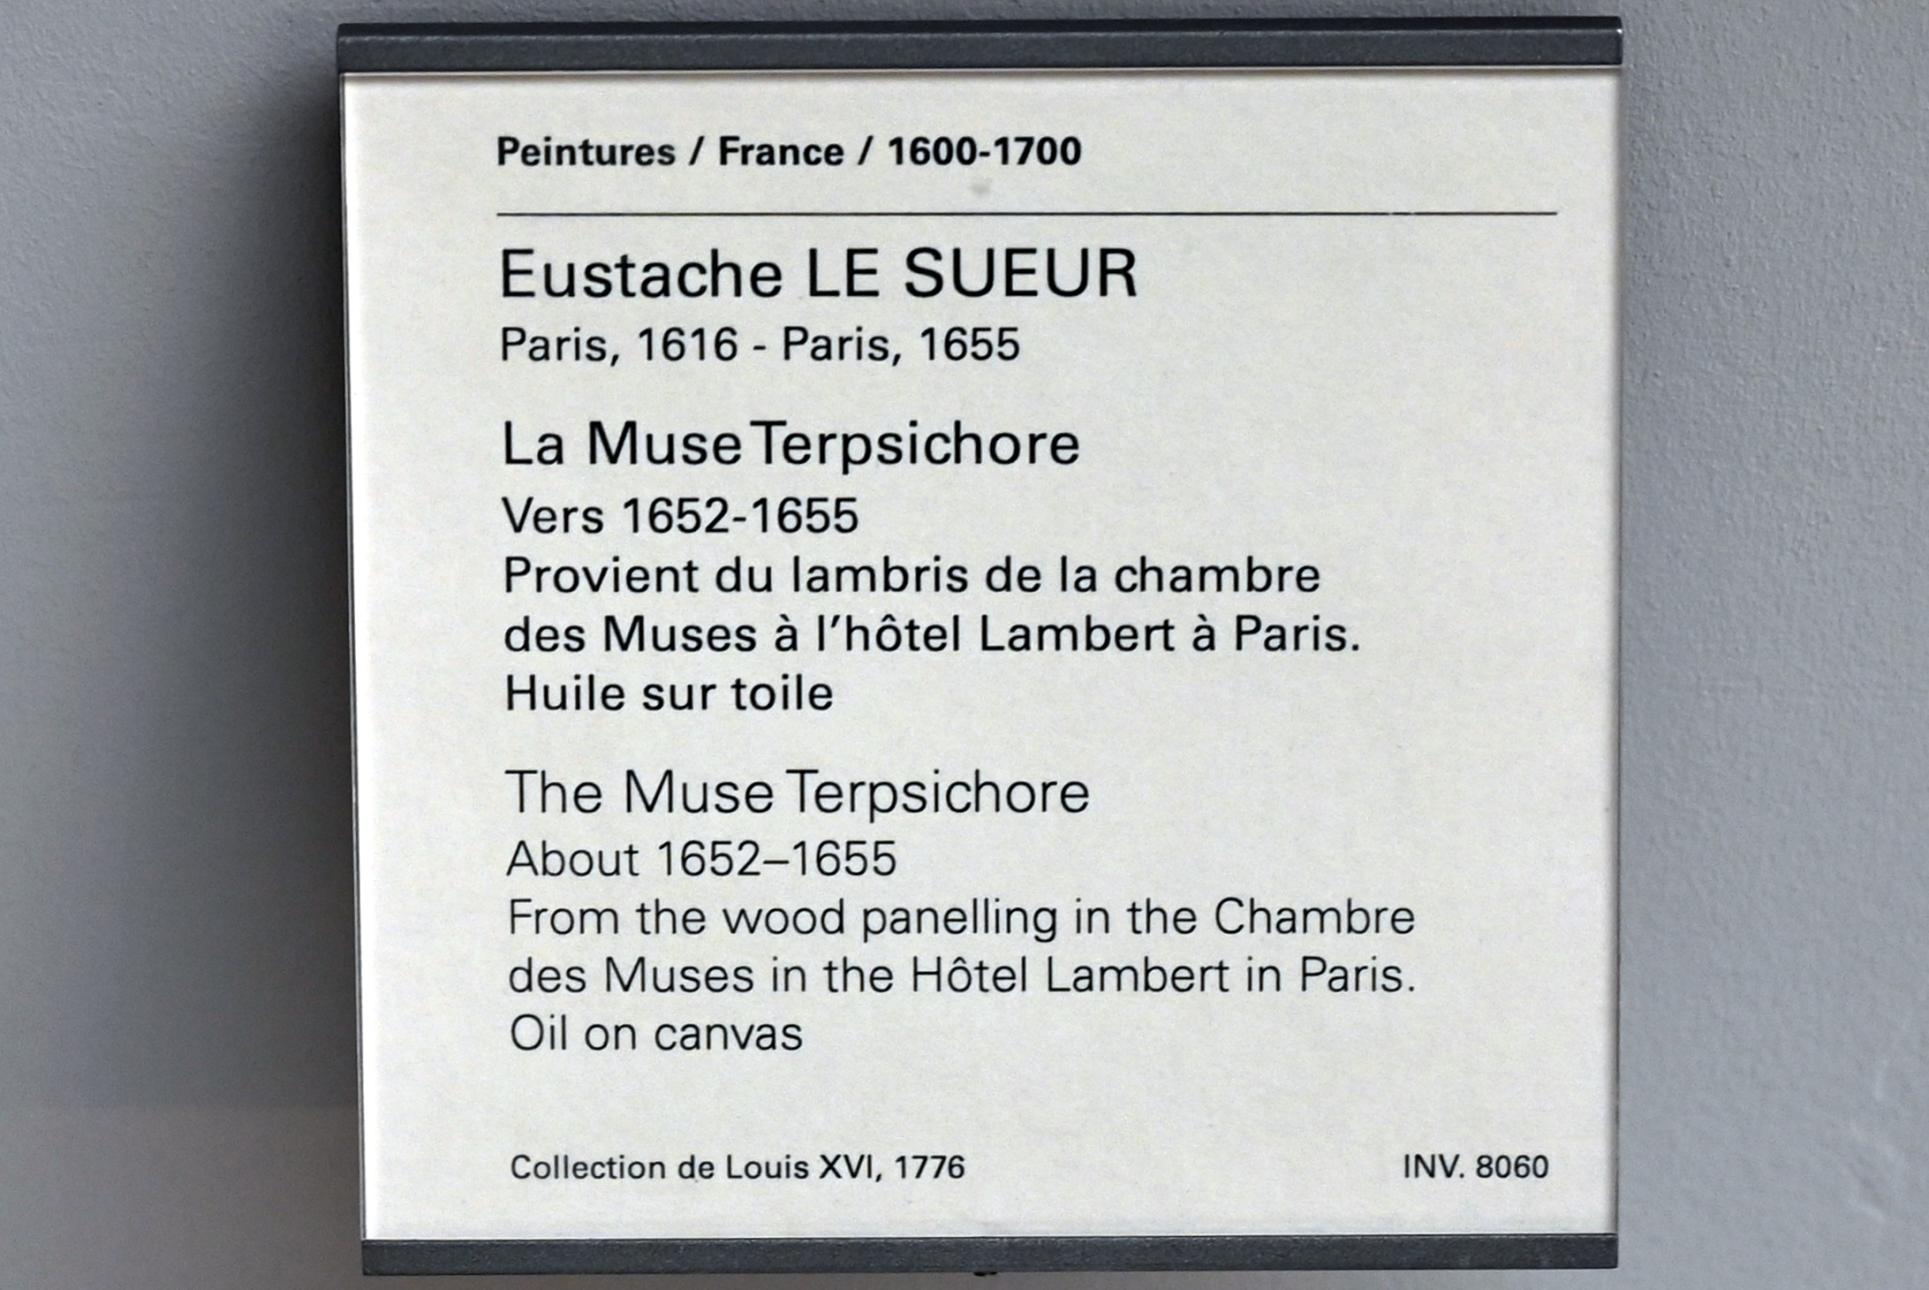 Peintures / France / 1600-1700
Eustache LE SUEUR
Paris, 1616 - Paris, 1655
La Muse Terpsichore
Vers 1652-1655
Provient du lambris de la chambre
des Muses à l'hôtel Lambert à Paris.
Huile sur toile
The Muse Terpsichore
About 1652–1655
From the wood panelling in the Chambre
des Muses in the Hôtel Lambert in Paris.
Oil on canvas
Collection de Louis XVI, 1776 INV. 8060